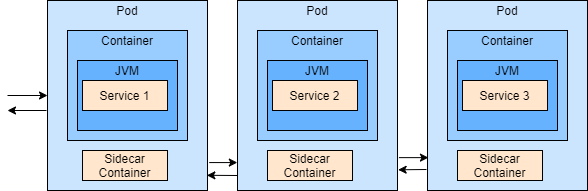 Pod
Container
JVM
Service 1
Sidecar
Container
Pod
Container
JVM
Service 2
Sidecar
Container
Pod
Container
JVM
Service 3
Sidecar
Container